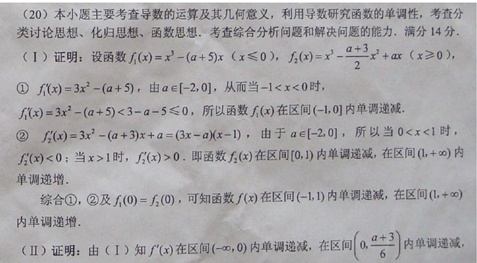 (20) 本小题主要考查导数的运算及其几何意义，利用导数研究函数的单调性，考查分
类讨论思想、化归思想、函数思想．考查综合分析问题和解决问题的能力．满分 14 分．
(Ⅰ) 证明：设函数 f₁(x)=x³-(a+5)x (x≤0)，f₂(x)=x³-\frac{a+3}{2}x²+ax (x≥0)，
① f₁′(x)=3x²-(a+5)，由 a∈[-2,0]，从而当 -1<x<0 时，
f₁′(x)=3x²-(a+5)<3-a-5≤0，所以函数 f₁(x) 在区间 (-1,0] 内单调递减．
② f₂′(x)=3x²-(a+3)x+a=(3x-a)(x-1)，由于 a∈[-2,0]，所以当 0<x<1 时，
f₂′(x)<0；当 x>1 时，f₂′(x)>0．即函数 f₂(x) 在区间 [0,1) 内单调递减，在区间 (1,+∞) 内
单调递增．
综合①，②及 f₁(0)=f₂(0)，可知函数 f(x) 在区间 (-1,1) 内单调递减，在区间 (1,+∞)
内单调递增．
(Ⅱ) 证明：由 (Ⅰ) 知 f′(x) 在区间 (-∞,0) 内单调递减，在区间 (0,\frac{a+3}{6}) 内单调递减，